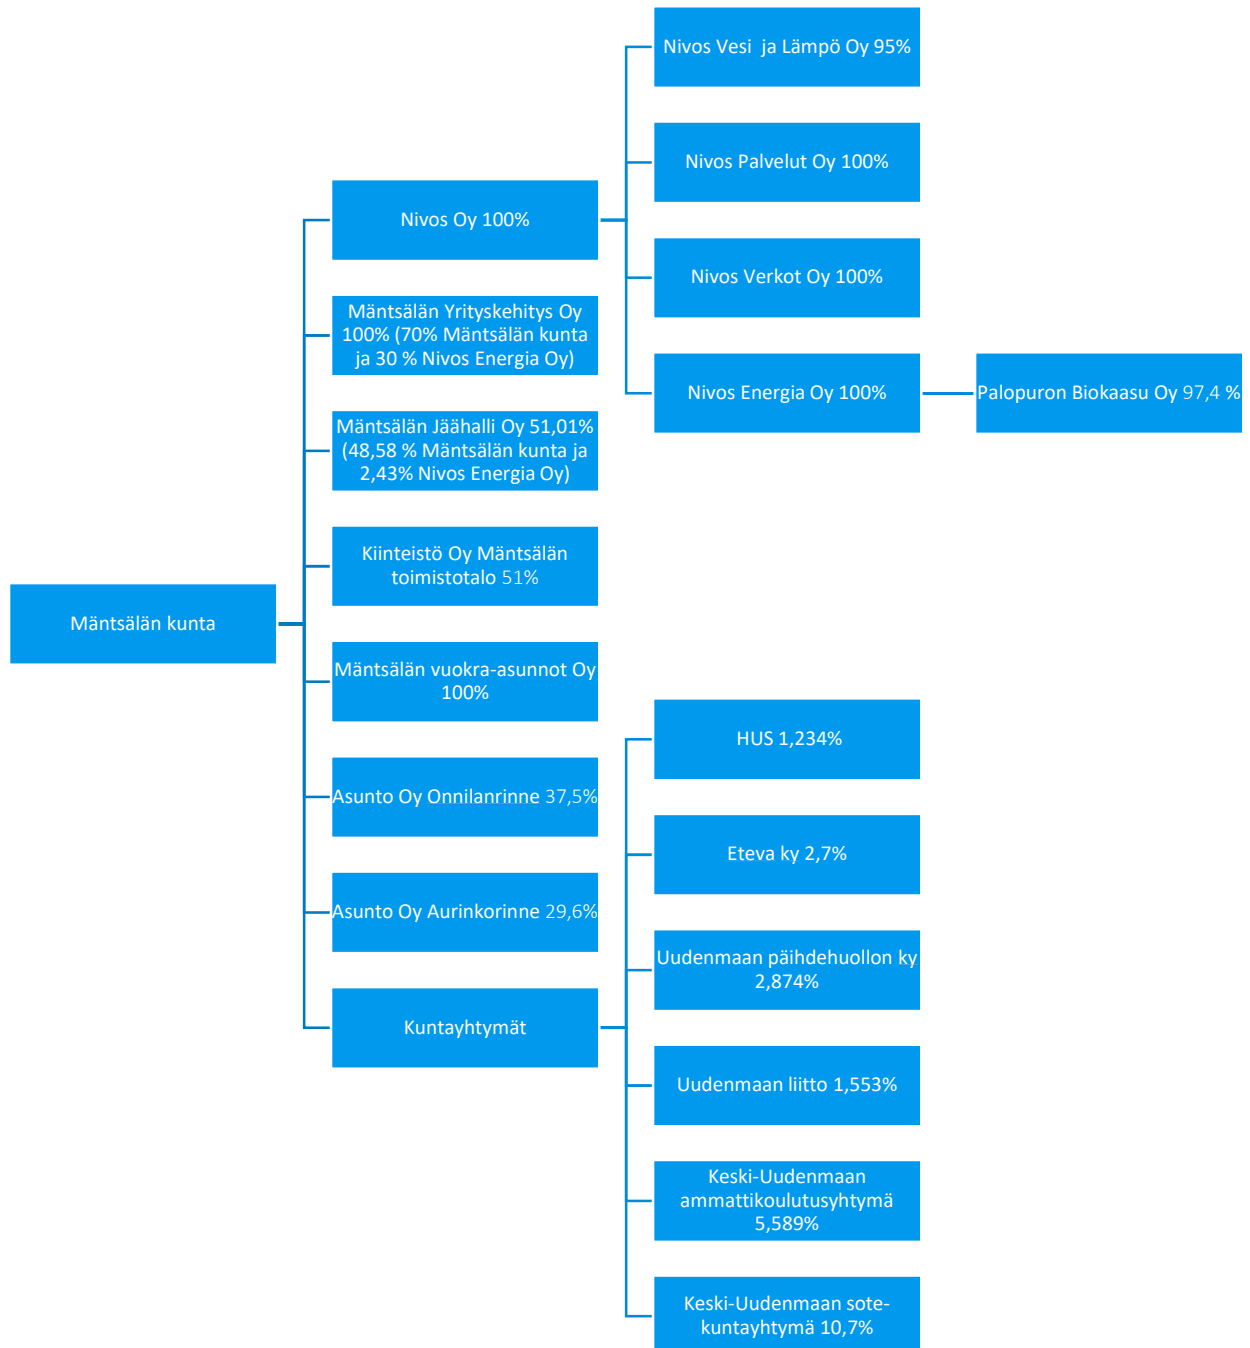 Mäntsälän kunta
Nivos Oy 100%
Nivos Vesi  ja Lämpö Oy 95%
Nivos Palvelut Oy 100%
Nivos Verkot Oy 100%
Nivos Energia Oy 100%
Palopuron Biokaasu Oy 97,4 %
Mäntsälän Yrityskehitys Oy
100% (70% Mäntsälän kunta
ja 30 % Nivos Energia Oy)
Mäntsälän Jäähalli Oy 51,01%
(48,58 % Mäntsälän kunta ja
2,43% Nivos Energia Oy)
Kiinteistö Oy Mäntsälän
toimistotalo 51%
Mäntsälän vuokra-asunnot Oy
100%
Asunto Oy Onnilanrinne 37,5%
Asunto Oy Aurinkorinne 29,6%
Kuntayhtymät
HUS 1,234%
Eteva ky 2,7%
Uudenmaan päihdehuollon ky
2,874%
Uudenmaan liitto 1,553%
Keski-Uudenmaan
ammattikoulutusyhtymä
5,589%
Keski-Uudenmaan sote-
kuntayhtymä 10,7%